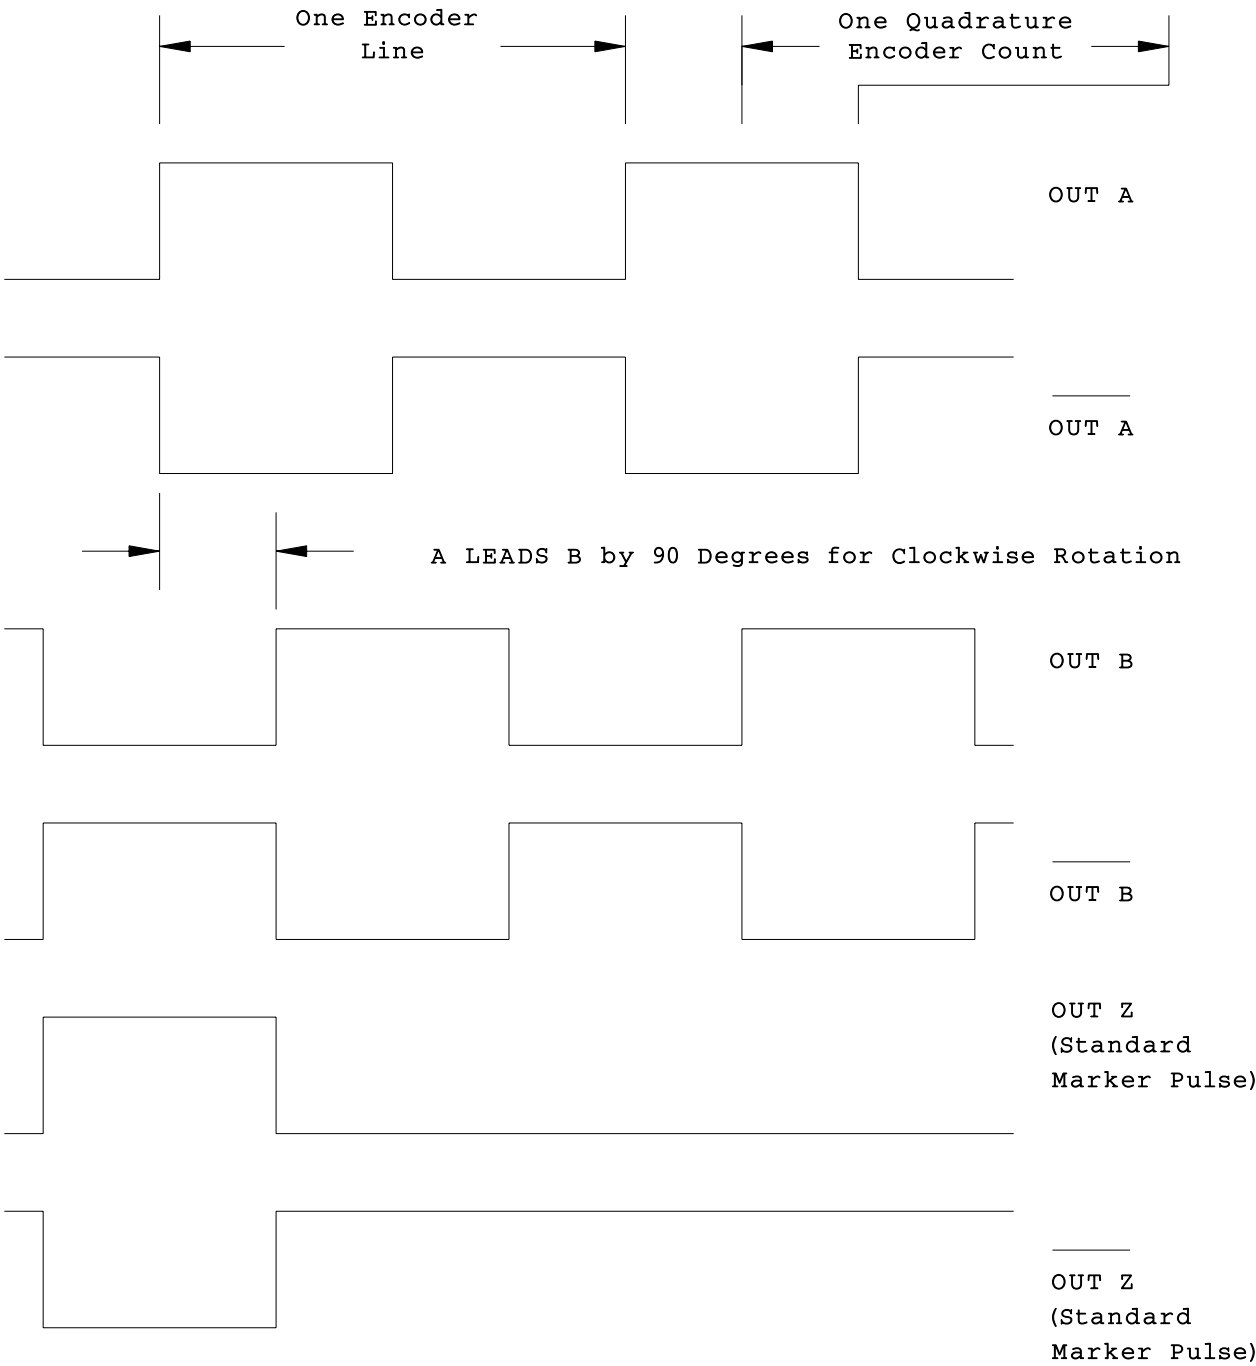 One Encoder
Line
One Quadrature
Encoder Count
OUT A
OUT A
A LEADS B by 90 Degrees for Clockwise Rotation
OUT B
OUT B
OUT Z
(Standard
Marker Pulse)
OUT Z
(Standard
Marker Pulse)